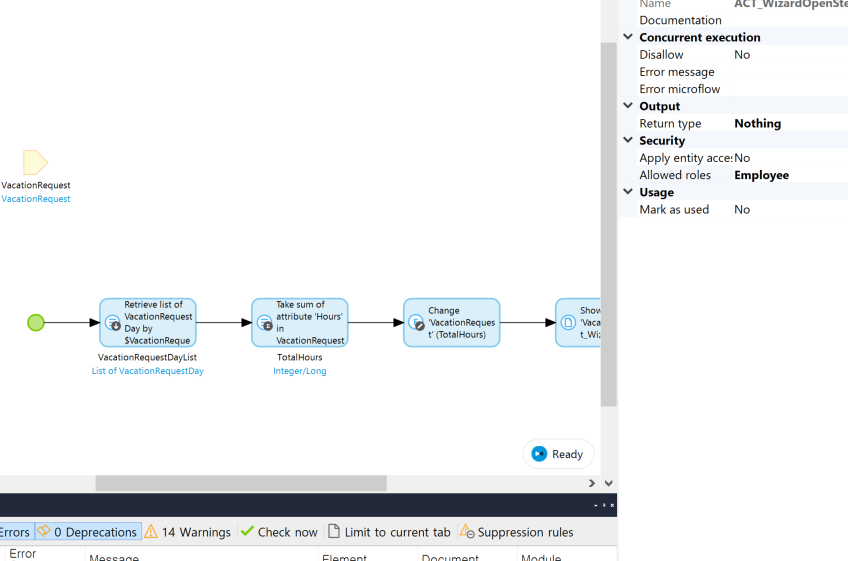 Name ACT_WizardOpenSte
Documentation
Concurrent execution
Disallow No
Error message
Error microflow
Output
Return type Nothing
Security
Apply entity acces No
Allowed roles Employee
Usage
Mark as used No
VacationRequest
VacationRequest
Retrieve list of
VacationRequest
Day by
$VacationReque
VacationRequestDayList
List of VacationRequestDay
Take sum of
attribute 'Hours'
in
VacationRequest
TotalHours
Integer/Long
Change
'VacationReques
t' (TotalHours)
Show
'Vaca
t_Wiz
Ready
Errors 0 Deprecations 14 Warnings Check now Limit to current tab Suppression rules
Error Message Element Document Module